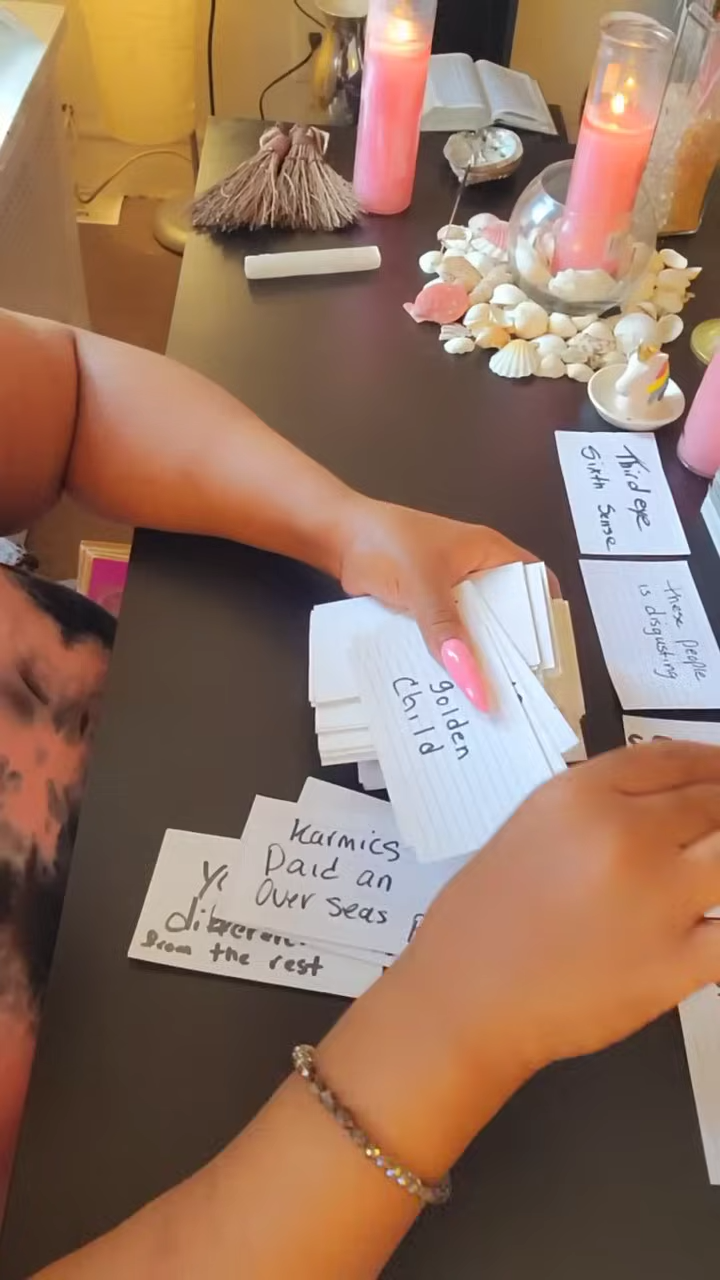 Third eye
Sixth Sense
these people
is disgusting
golden
Child
Karmics
Paid an
Over Seas
from the rest